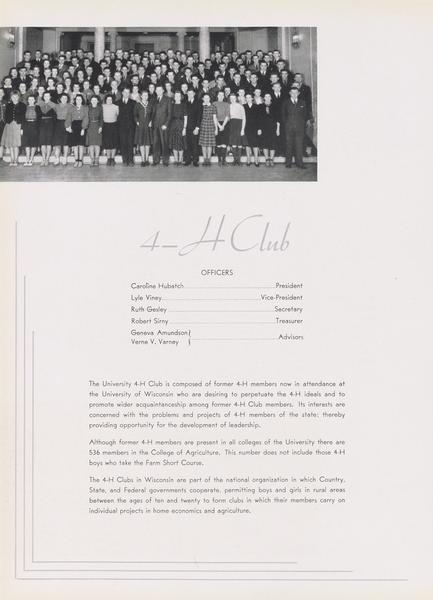 4-H Club
OFFICERS
Caroline Hubatch President
Lyle Viney Vice-President
Ruth Gesley Secretary
Robert Sirny Treasurer
Geneva Amundson
Verne V. Varney } Advisors
The University 4-H Club is composed of former 4-H members now in attendance at
the University of Wisconsin who are desiring to perpetuate the 4-H ideals and to
promote wider acquaintanceship among former 4-H Club members. Its interests are
concerned with the problems and projects of 4-H members of the state; thereby
providing opportunity for the development of leadership.
Although former 4-H members are present in all colleges of the University there are
536 members in the College of Agriculture. This number does not include those 4-H
boys who take the Farm Short Course.
The 4-H Clubs in Wisconsin are part of the national organization in which Country,
State, and Federal governments cooperate, permitting boys and girls in rural areas
between the ages of ten and twenty to form clubs in which their members carry on
individual projects in home economics and agriculture.